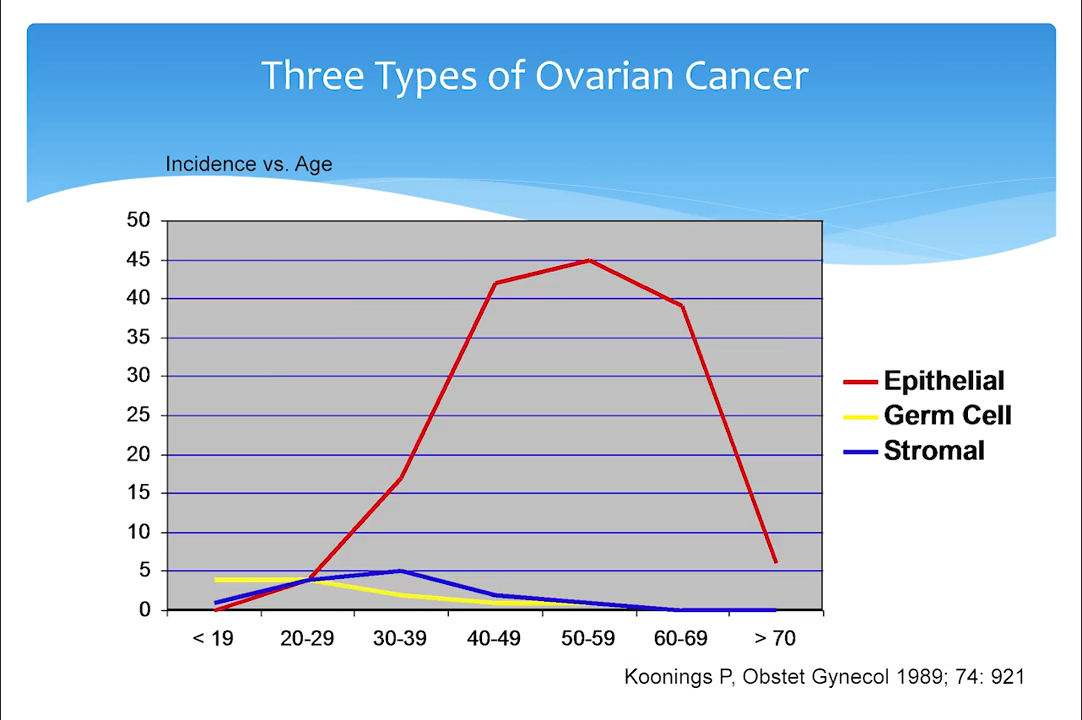 Three Types of Ovarian Cancer
Incidence vs. Age
50
45
40
35
30
25
20
15
10
5
0
< 19 20-29 30-39 40-49 50-59 60-69 > 70
Epithelial
Germ Cell
Stromal
Koonings P, Obstet Gynecol 1989; 74: 921